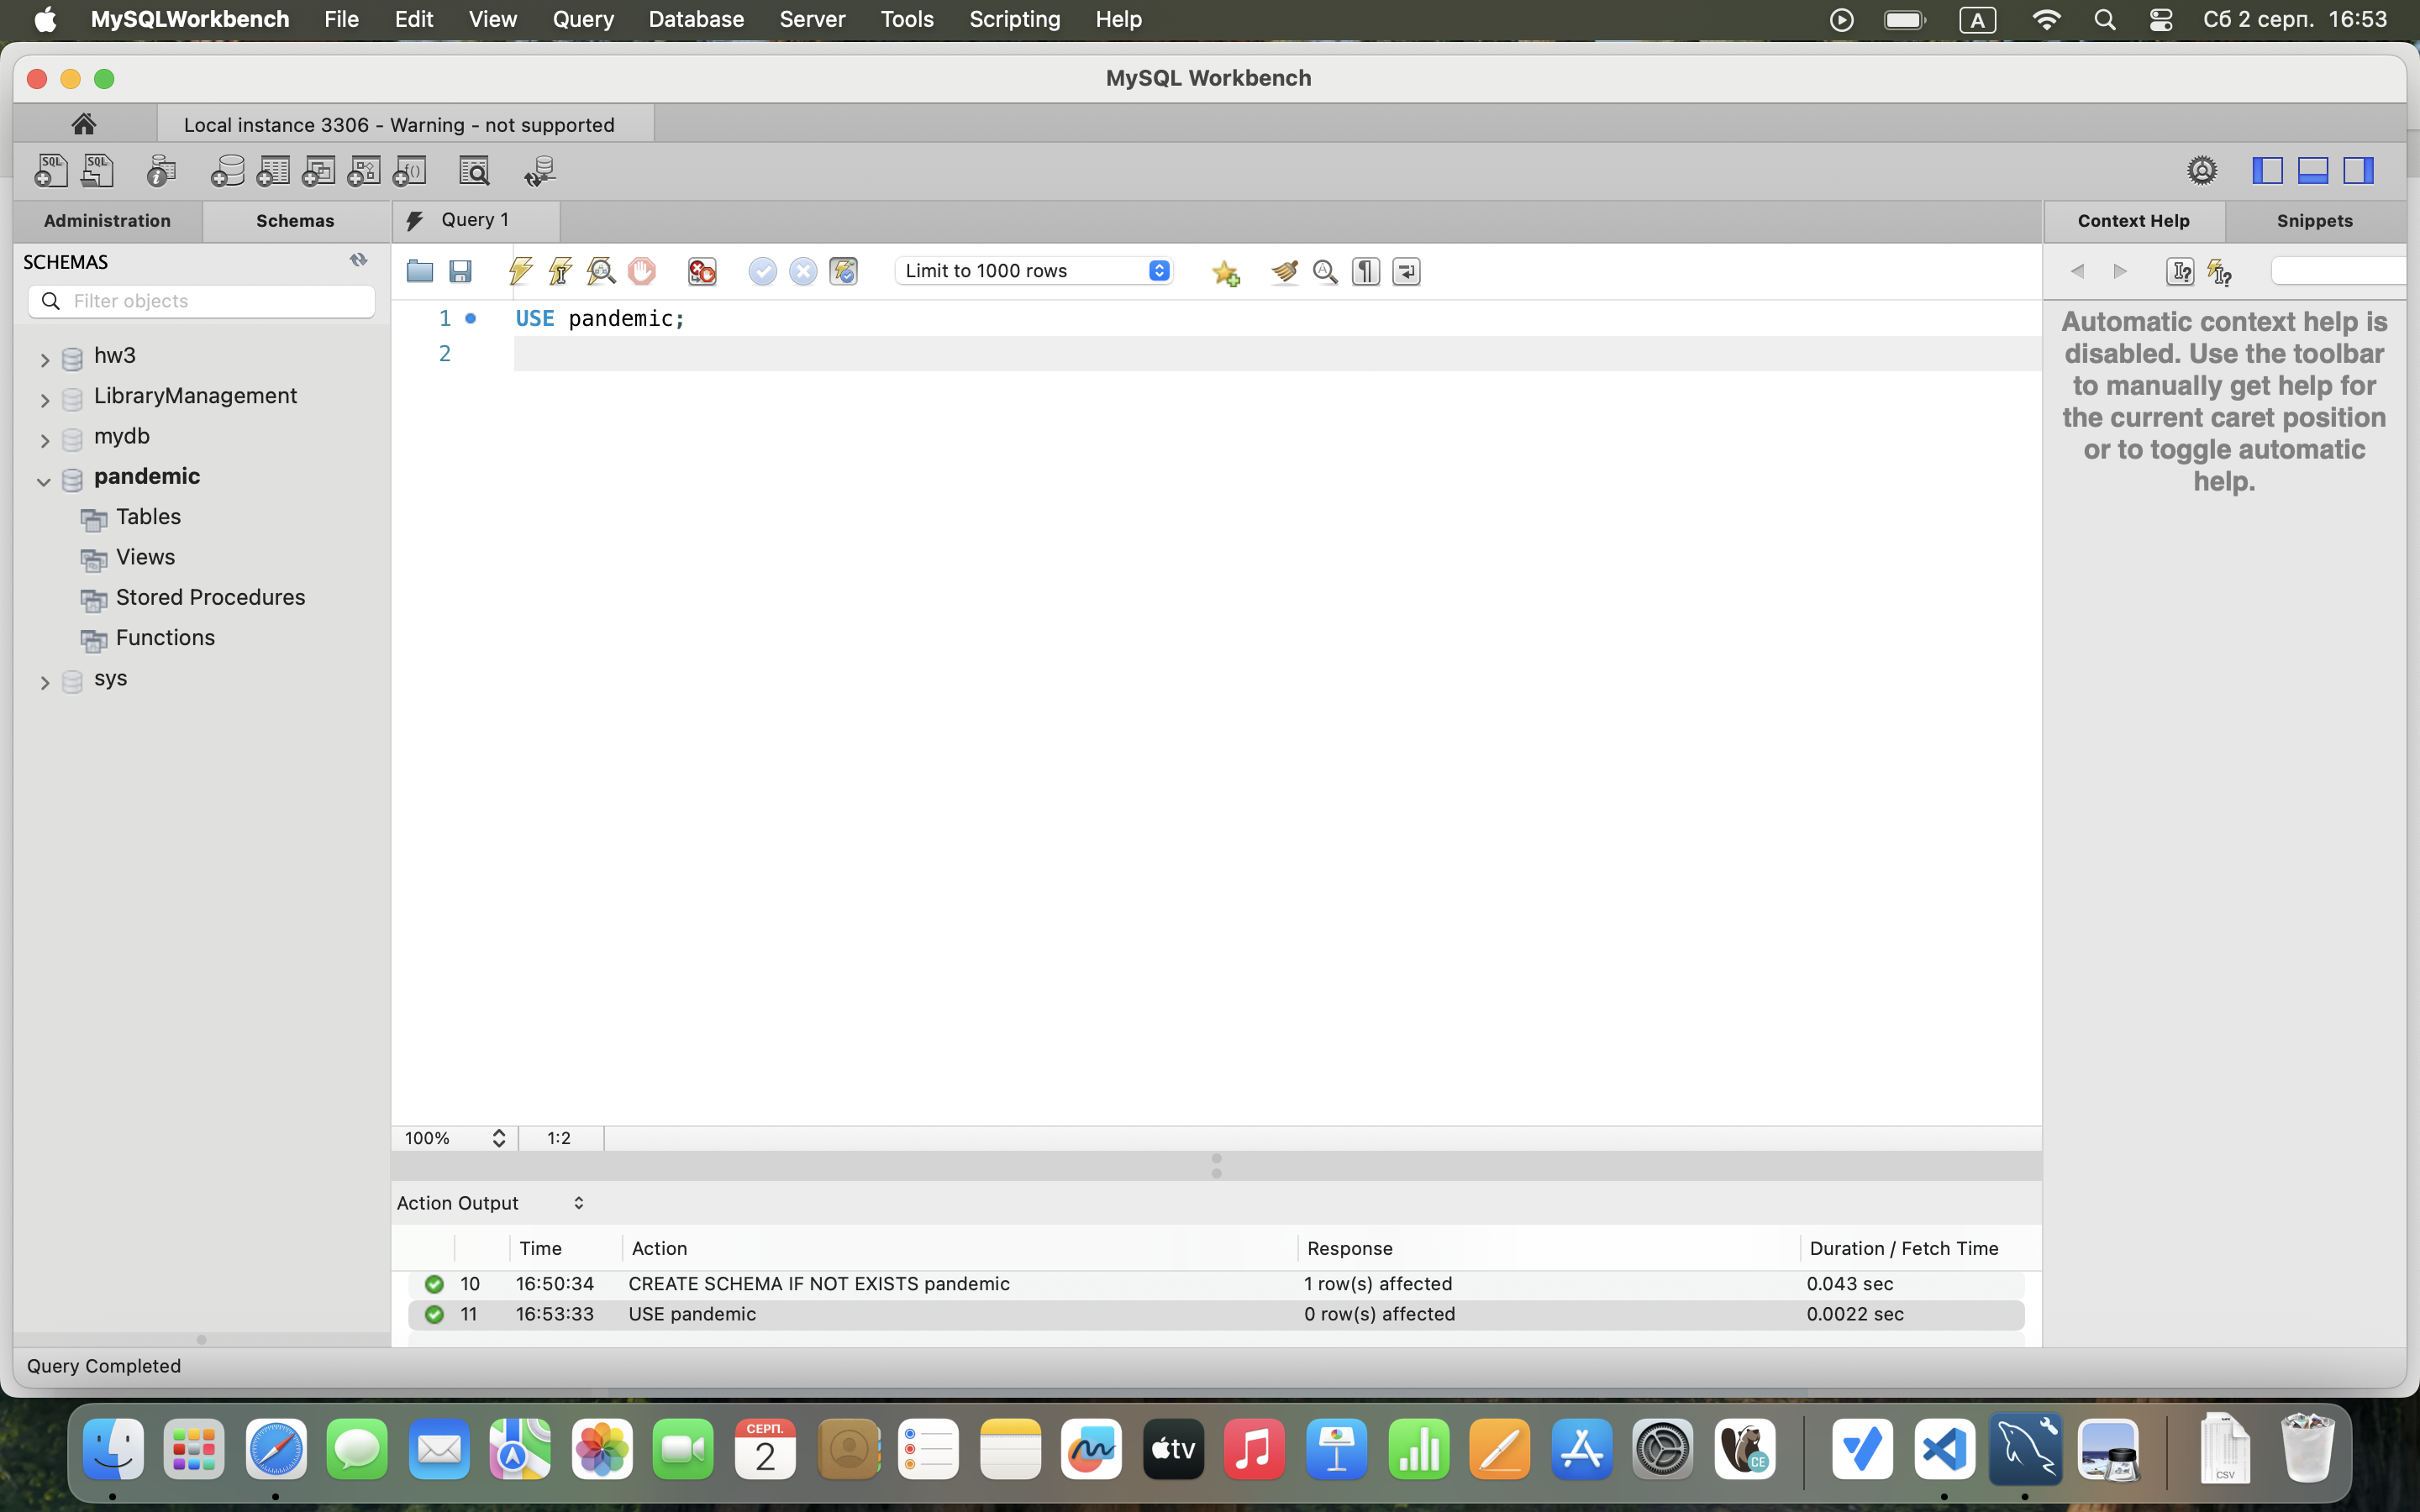 MySQLWorkbench File Edit View Query Database Server Tools Scripting Help A Сб 2 серп. 16:53
MySQL Workbench
Local instance 3306 - Warning - not supported
SQL SQL
Administration Schemas Query 1 Context Help Snippets
SCHEMAS
Filter objects
Limit to 1000 rows
hw3
LibraryManagement
mydb
pandemic
Tables
Views
Stored Procedures
Functions
sys
1 USE pandemic;
2
Automatic context help is
disabled. Use the toolbar
to manually get help for
the current caret position
or to toggle automatic
help.
100% 1:2
Action Output
Time Action Response Duration / Fetch Time
10 16:50:34 CREATE SCHEMA IF NOT EXISTS pandemic 1 row(s) affected 0.043 sec
11 16:53:33 USE pandemic 0 row(s) affected 0.0022 sec
Query Completed
СЕРП.
2
tv
CE
CSV